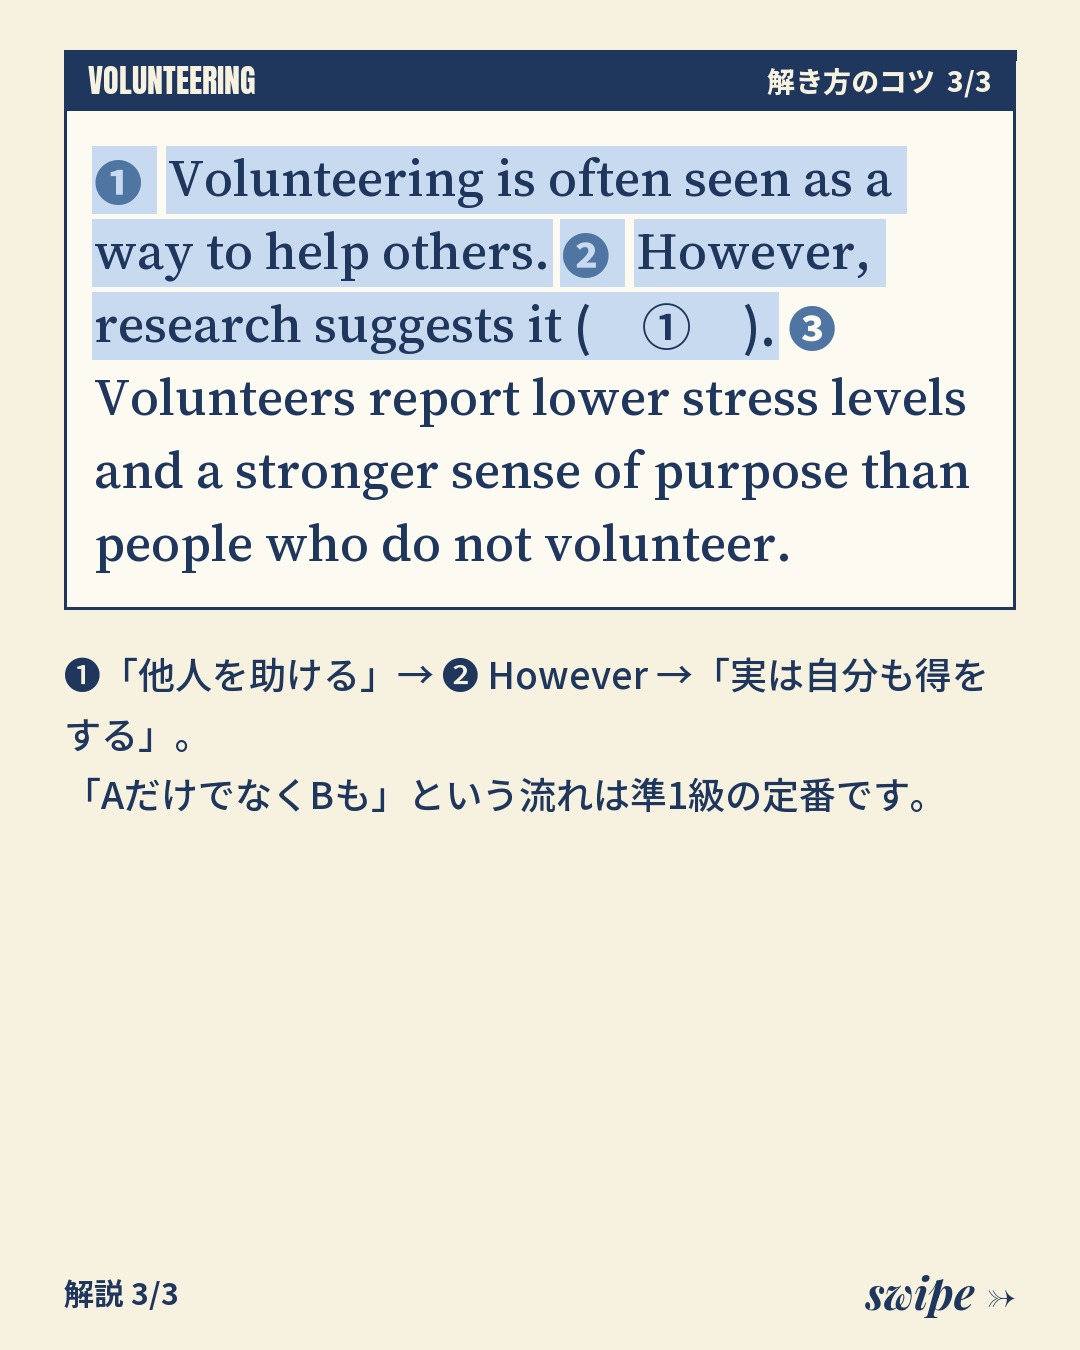 VOLUNTEERING
解き方のコツ 3/3
❶ Volunteering is often seen as a
way to help others. ❷ However,
research suggests it ( ① ). ❸
Volunteers report lower stress levels
and a stronger sense of purpose than
people who do not volunteer.
❶「他人を助ける」→ ❷ However →「実は自分も得を
する」。
「AだけでなくBも」という流れは準1級の定番です。
解説 3/3
swipe